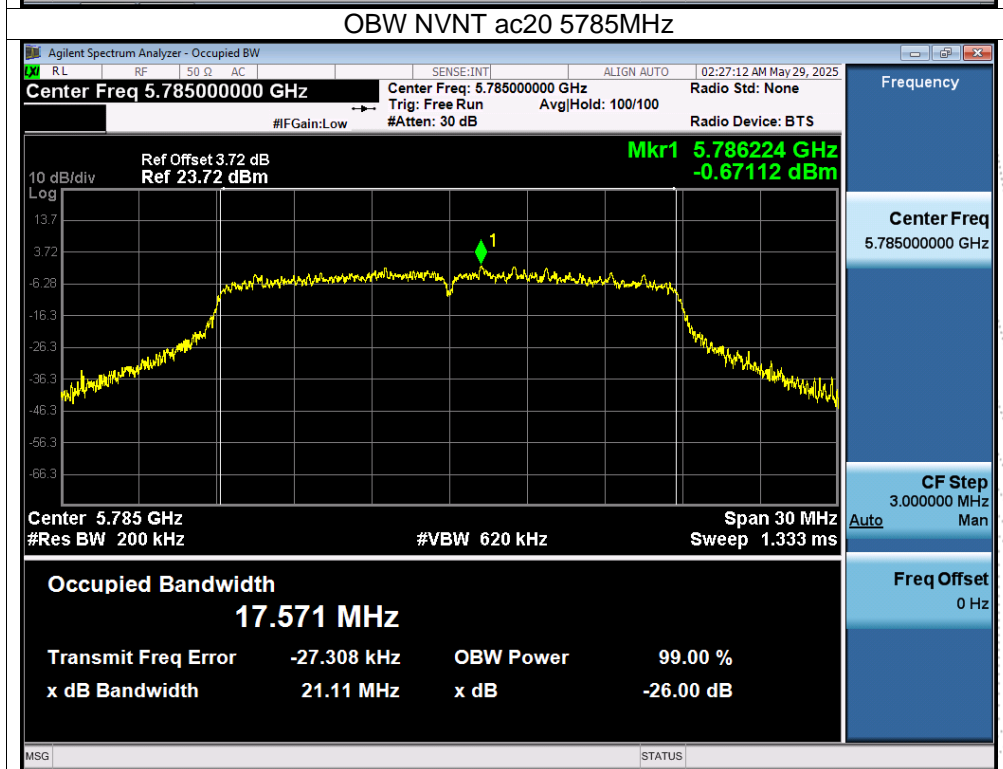 OBW NVNT ac20 5785MHz
Agilent Spectrum Analyzer - Occupied BW
LXI RL RF 50 Ω AC SENSE:INT ALIGN AUTO 02:27:12 AM May 29, 2025
Center Freq 5.785000000 GHz
Center Freq: 5.785000000 GHz
Radio Std: None
Trig: Free Run Avg|Hold: 100/100
#IFGain:Low #Atten: 30 dB Radio Device: BTS
Frequency
Mkr1 5.786224 GHz
-0.67112 dBm
Ref Offset 3.72 dB
10 dB/div Ref 23.72 dBm
Log
13.7
3.72
-6.28
-16.3
-26.3
-36.3
-46.3
-56.3
-66.3
1
Center 5.785 GHz Span 30 MHz
#Res BW 200 kHz #VBW 620 kHz Sweep 1.333 ms
Center Freq
5.785000000 GHz
CF Step
3.000000 MHz
Auto Man
Freq Offset
0 Hz
Occupied Bandwidth
17.571 MHz
Transmit Freq Error -27.308 kHz OBW Power 99.00 %
x dB Bandwidth 21.11 MHz x dB -26.00 dB
MSG STATUS